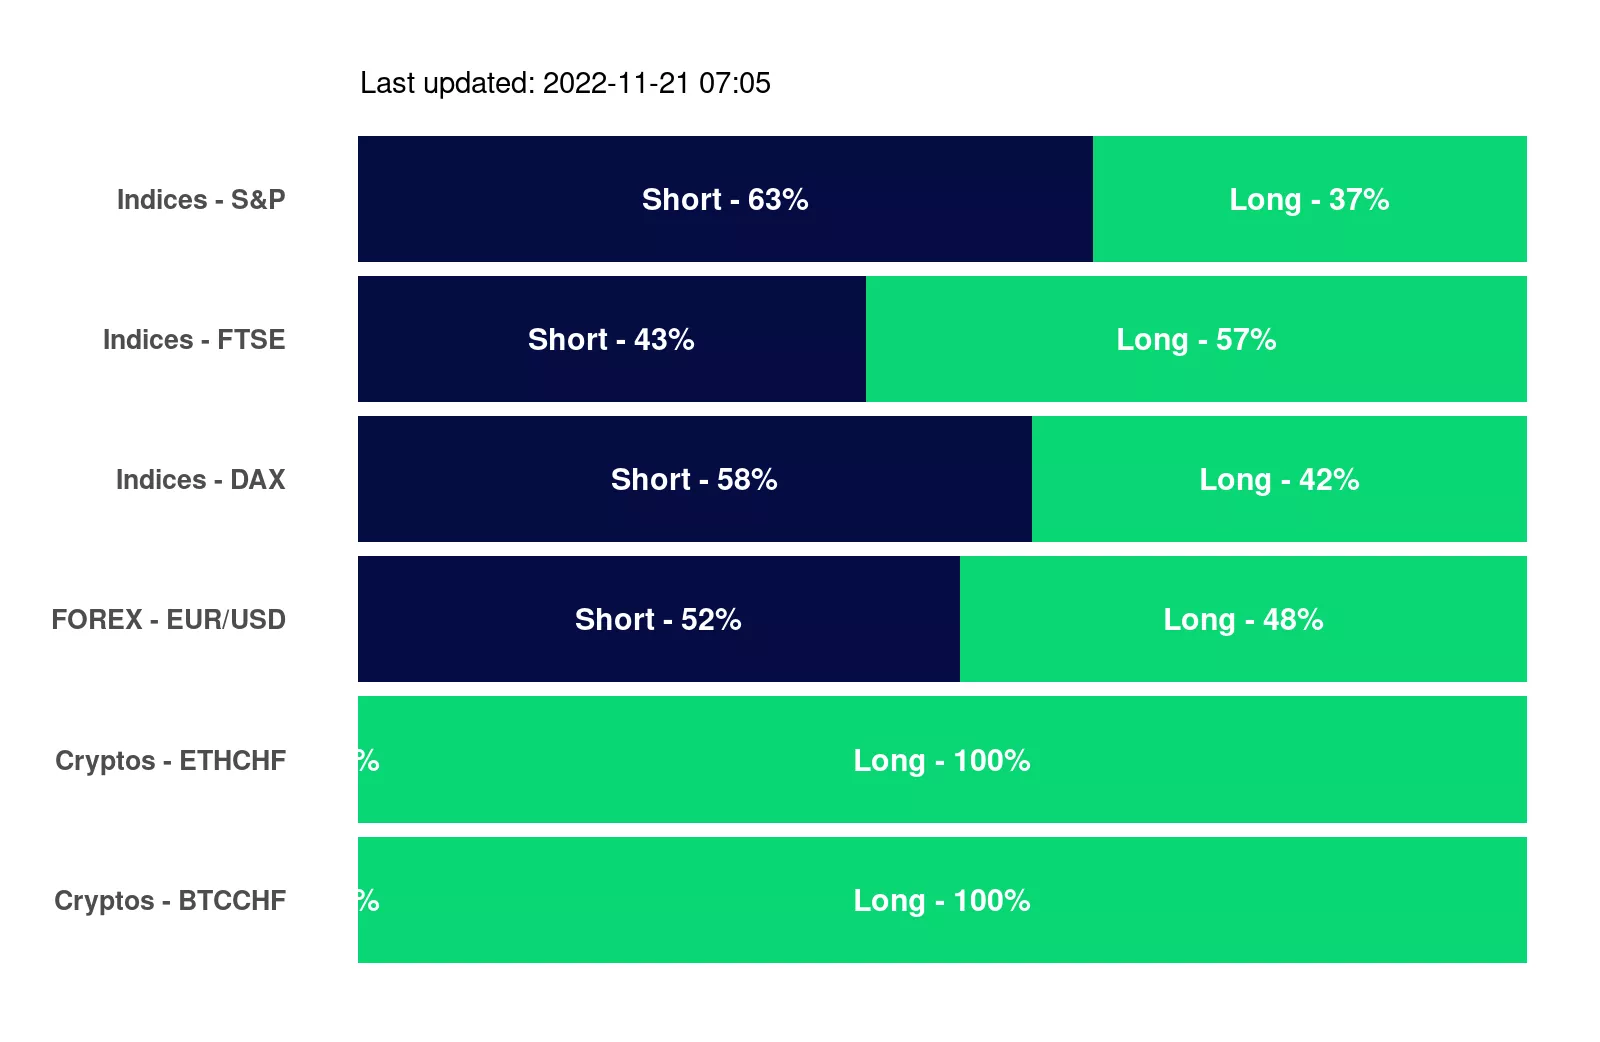 Last updated: 2022-11-21 07:05
Indices - S&P Short - 63% Long - 37%
Indices - FTSE Short - 43% Long - 57%
Indices - DAX Short - 58% Long - 42%
FOREX - EUR/USD Short - 52% Long - 48%
Cryptos - ETHCHF % Long - 100%
Cryptos - BTCCHF % Long - 100%